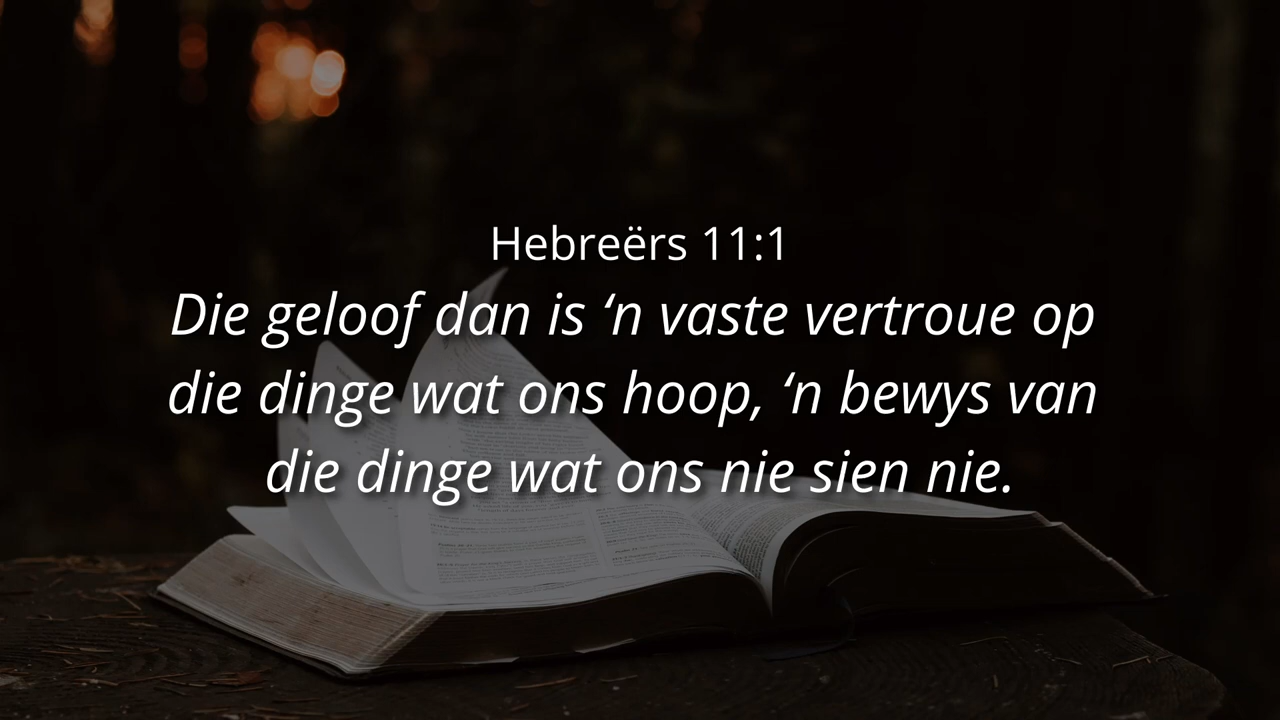 Hebreërs 11:1
Die geloof dan is ‘n vaste vertroue op
die dinge wat ons hoop, ‘n bewys van
die dinge wat ons nie sien nie.